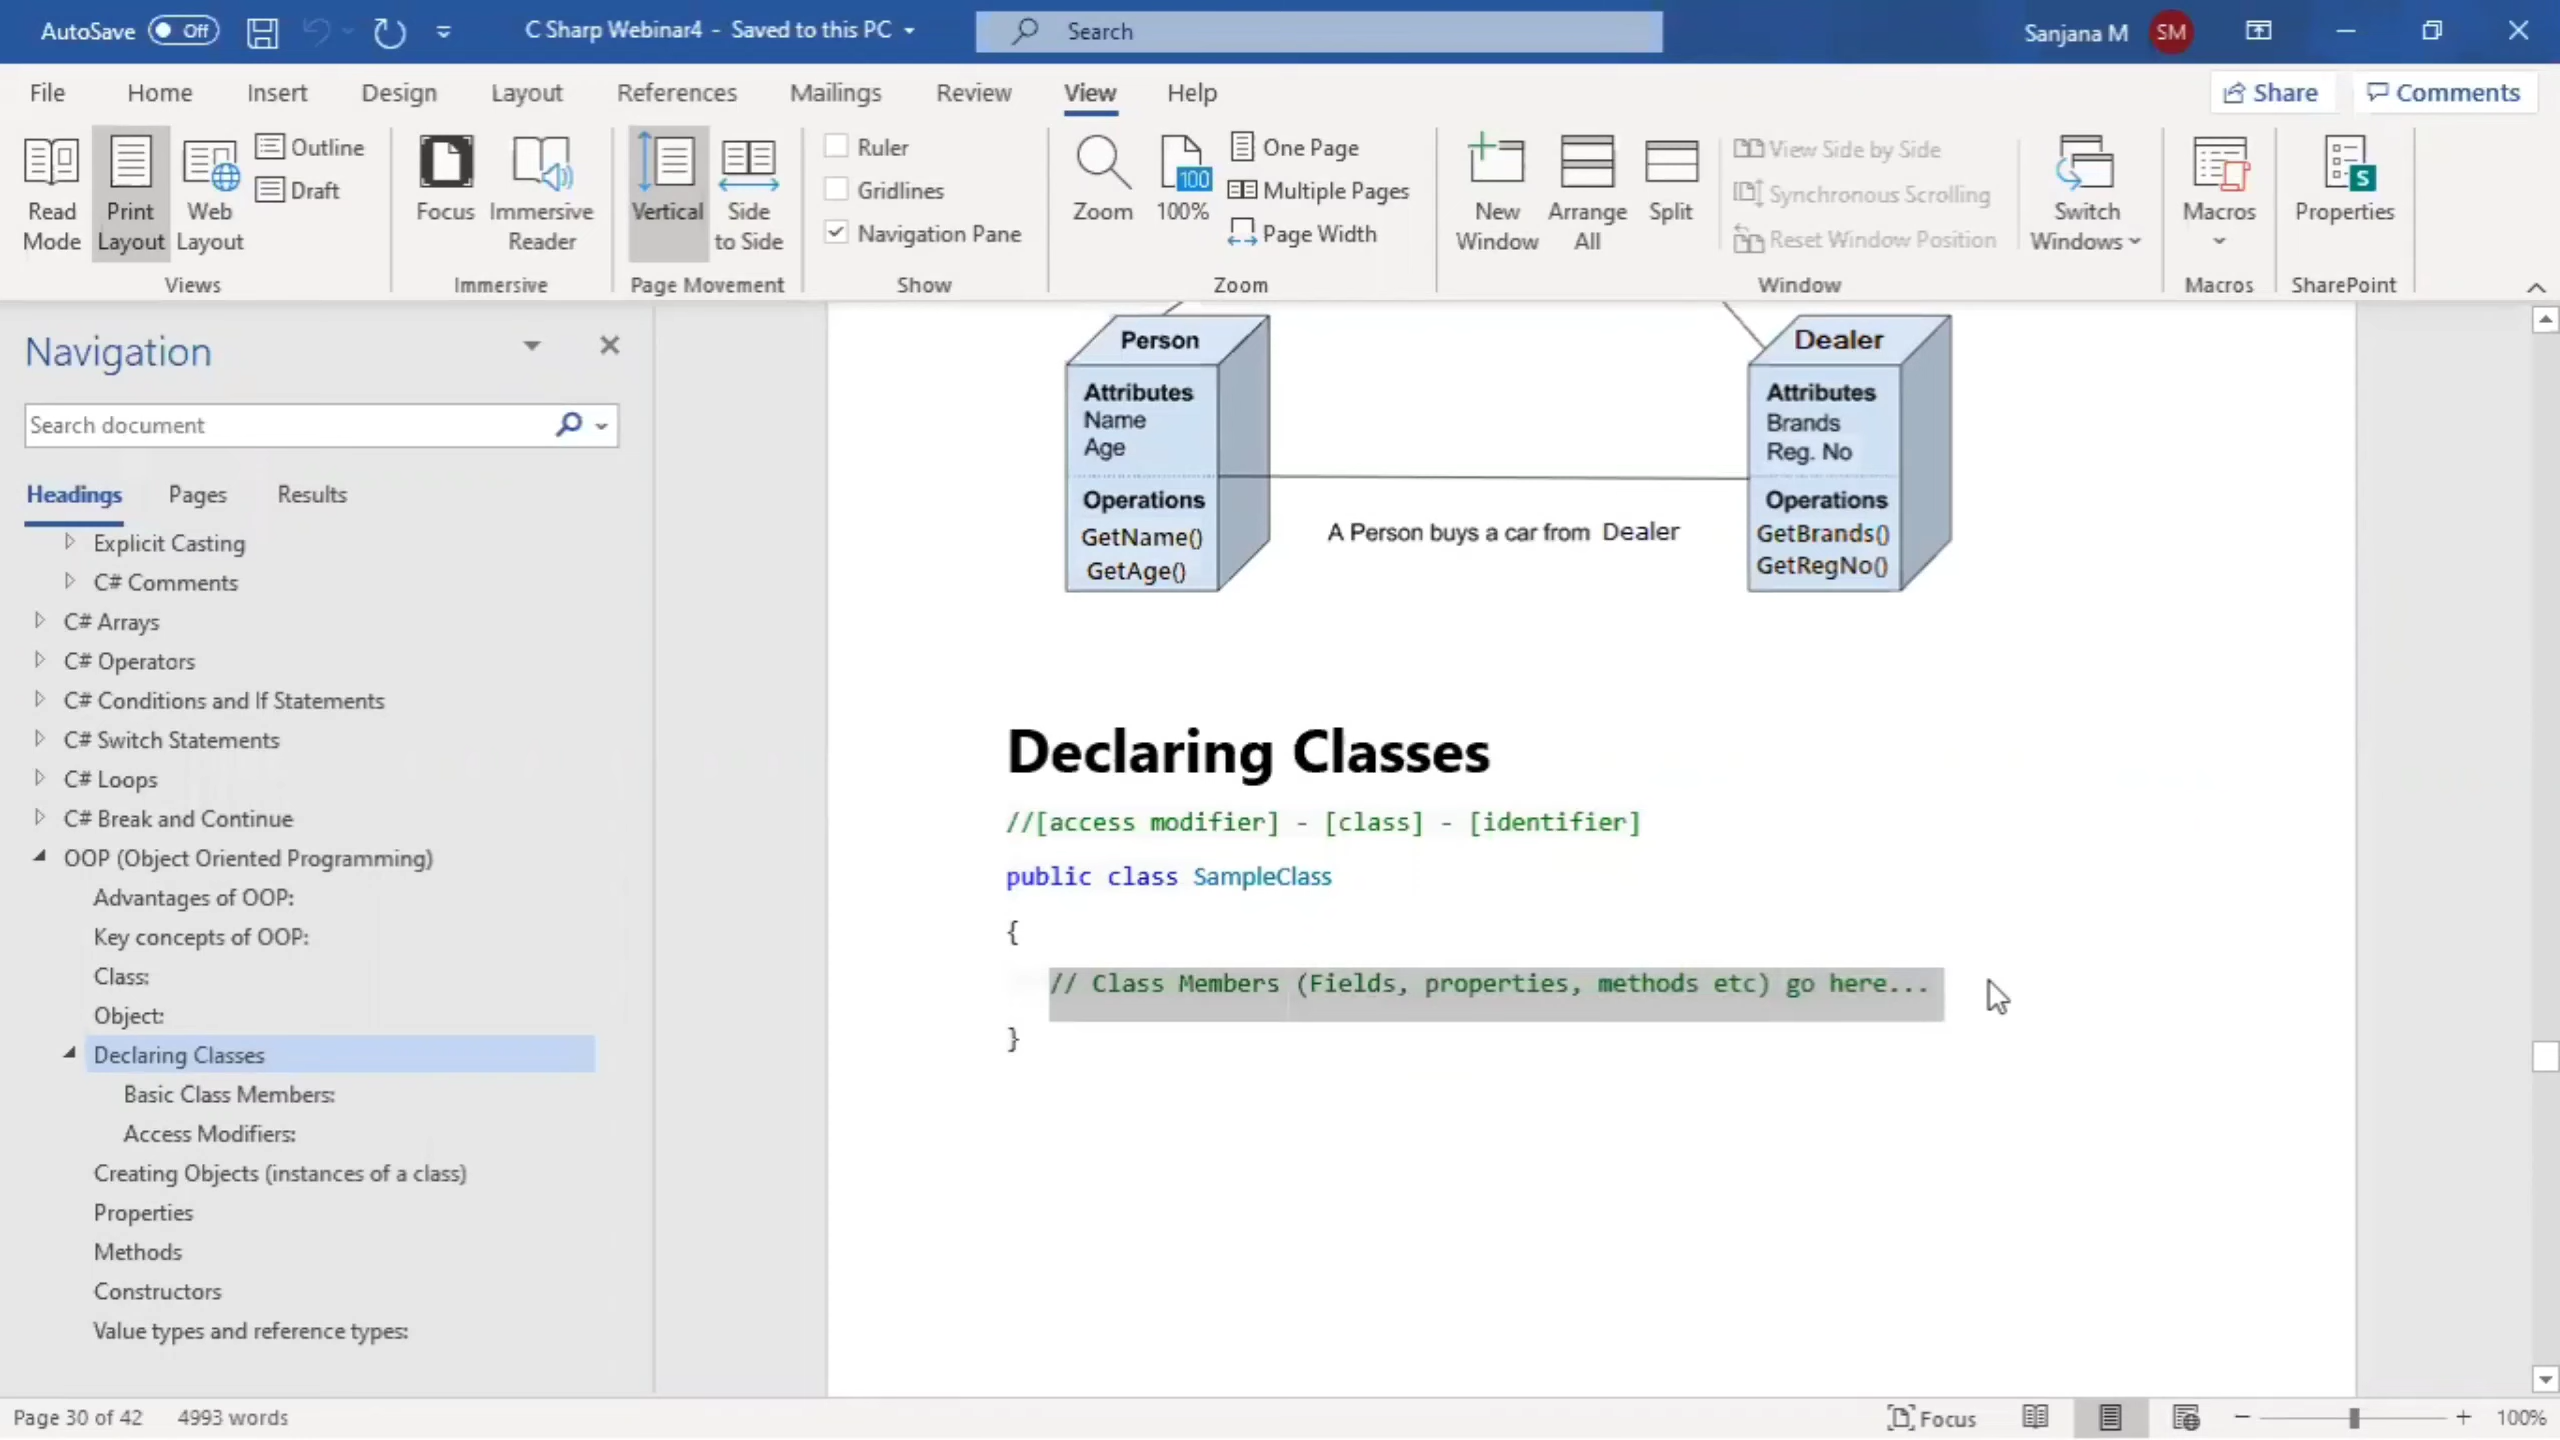 AutoSave Off C Sharp Webinar4 - Saved to this PC Search Sanjana M SM
File Home Insert Design Layout References Mailings Review View Help Share Comments
Read Mode
Print Layout
Web Layout
Outline
Draft
Views
Focus
Immersive Reader
Immersive
Vertical
Side to Side
Page Movement
Ruler
Gridlines
Navigation Pane
Show
Zoom
100
100%
One Page
Multiple Pages
Page Width
Zoom
New Window
Arrange All
Split
View Side by Side
Synchronous Scrolling
Reset Window Position
Switch Windows
Window
Macros
Macros
S
Properties
SharePoint
Navigation
Search document
Headings Pages Results
Explicit Casting
C# Comments
C# Arrays
C# Operators
C# Conditions and If Statements
C# Switch Statements
C# Loops
C# Break and Continue
OOP (Object Oriented Programming)
Advantages of OOP:
Key concepts of OOP:
Class:
Object:
Declaring Classes
Basic Class Members:
Access Modifiers:
Creating Objects (instances of a class)
Properties
Methods
Constructors
Value types and reference types:
Person
Attributes
Name
Age
Operations
GetName()
GetAge()
A Person buys a car from Dealer
Dealer
Attributes
Brands
Reg. No
Operations
GetBrands()
GetRegNo()
Declaring Classes
//[access modifier] - [class] - [identifier]
public class SampleClass
{
// Class Members (Fields, properties, methods etc) go here...
}
Page 30 of 42 4993 words Focus 100%